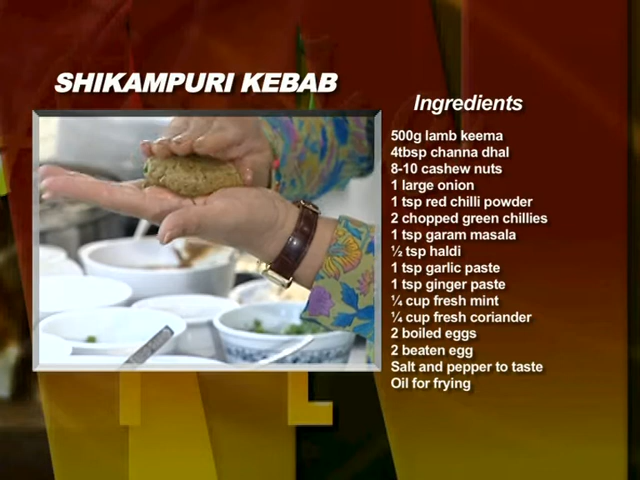 SHIKAMPURI KEBAB
Ingredients
500g lamb keema
4tbsp channa dhal
8-10 cashew nuts
1 large onion
1 tsp red chilli powder
2 chopped green chillies
1 tsp garam masala
½ tsp haldi
1 tsp garlic paste
1 tsp ginger paste
¼ cup fresh mint
¼ cup fresh coriander
2 boiled eggs
2 beaten egg
Salt and pepper to taste
Oil for frying